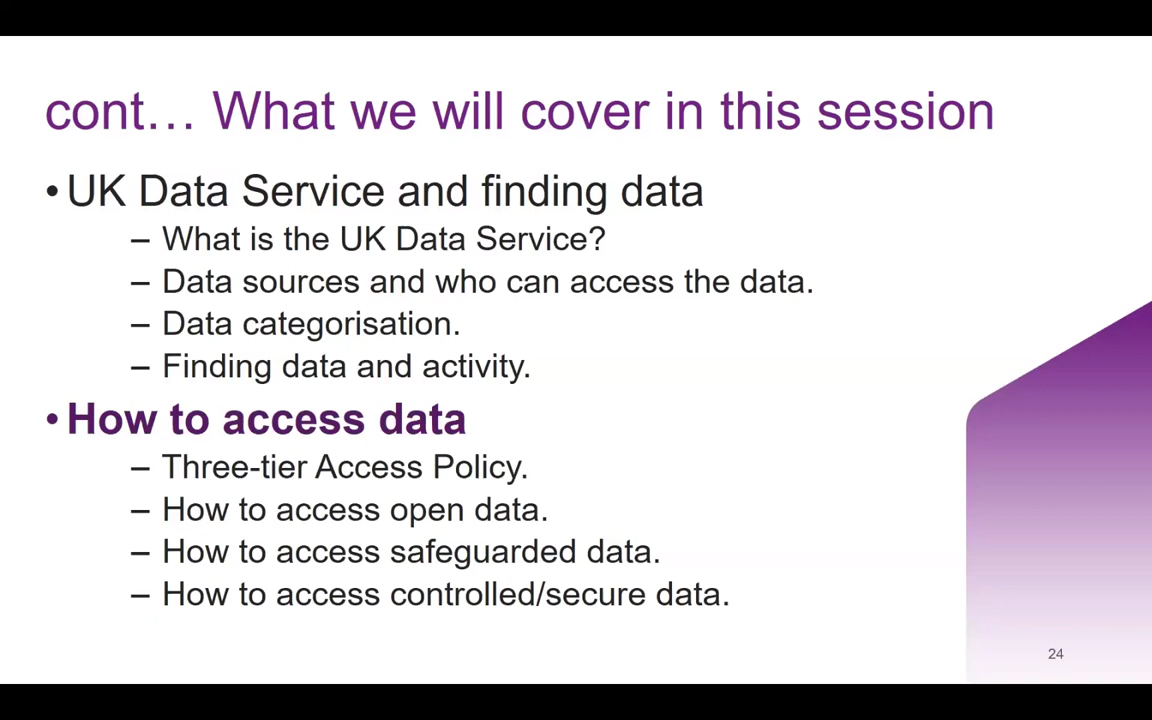 cont… What we will cover in this session
• UK Data Service and finding data
– What is the UK Data Service?
– Data sources and who can access the data.
– Data categorisation.
– Finding data and activity.
• How to access data
– Three-tier Access Policy.
– How to access open data.
– How to access safeguarded data.
– How to access controlled/secure data.
24